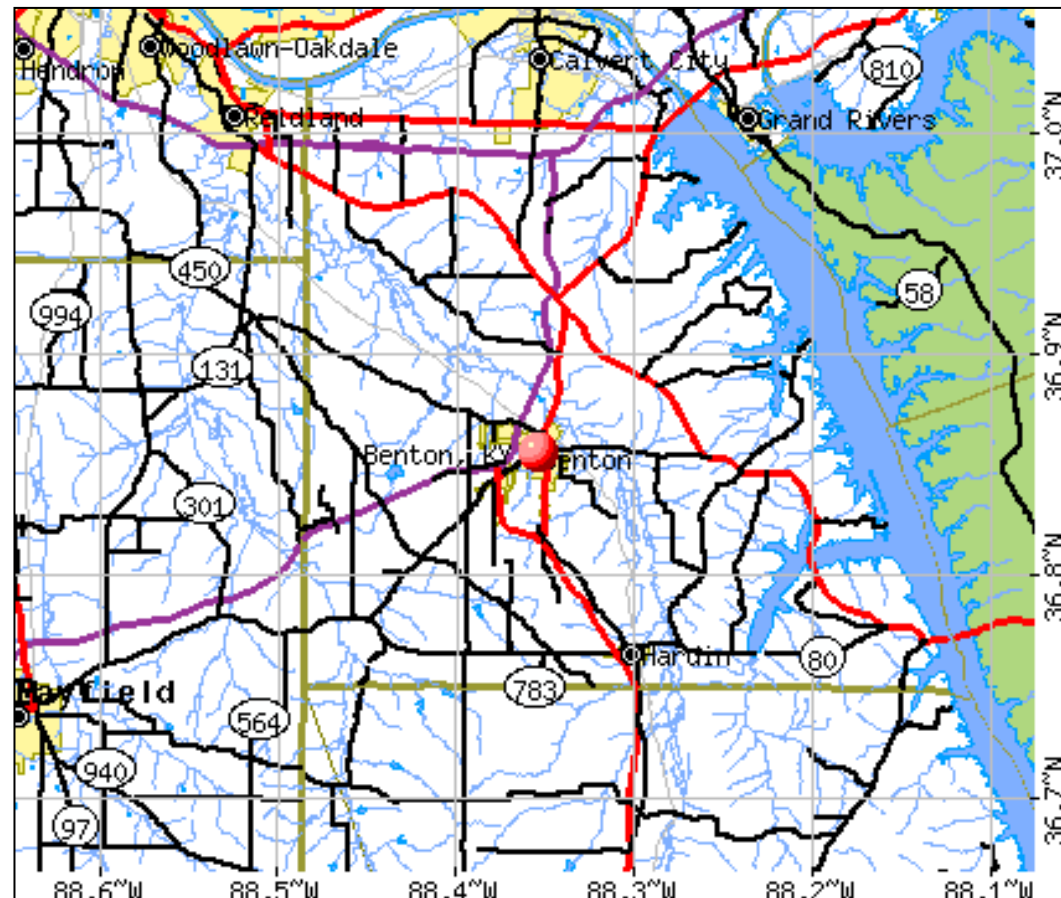 Woodlawn-Oakdale
Hendron
Calvert City
810
Reidland
Grand Rivers
37.0°N
450
58
994
36.9°N
131
Benton, KY
Benton
301
36.8°N
Hardin
80
783
Mayfield
564
940
36.7°N
97
88.6°W
88.5°W
88.4°W
88.3°W
88.2°W
88.1°W